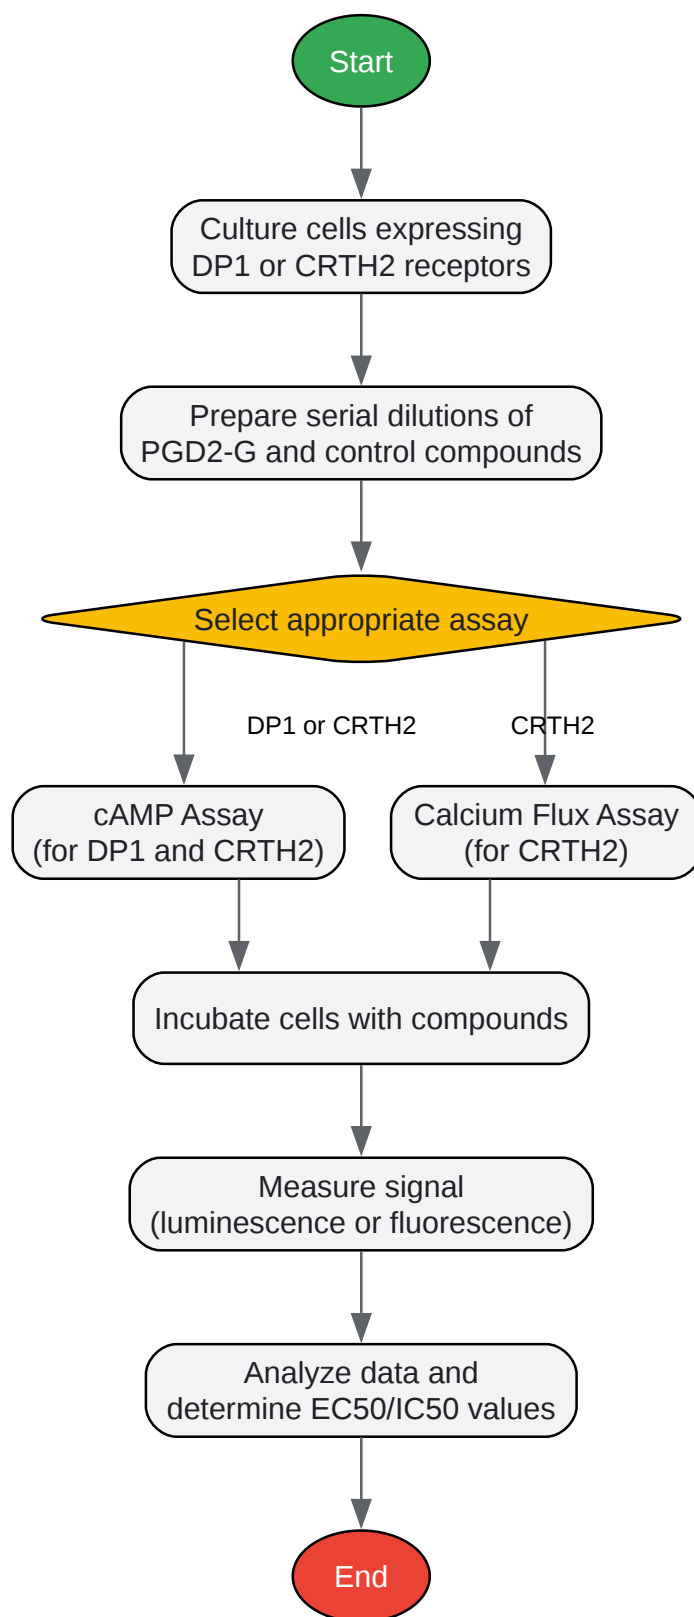 Start
Culture cells expressing
DP1 or CRTH2 receptors
Prepare serial dilutions of
PGD2-G and control compounds
Select appropriate assay
DP1 or CRTH2
CRTH2
cAMP Assay
(for DP1 and CRTH2)
Calcium Flux Assay
(for CRTH2)
Incubate cells with compounds
Measure signal
(luminescence or fluorescence)
Analyze data and
determine EC50/IC50 values
End